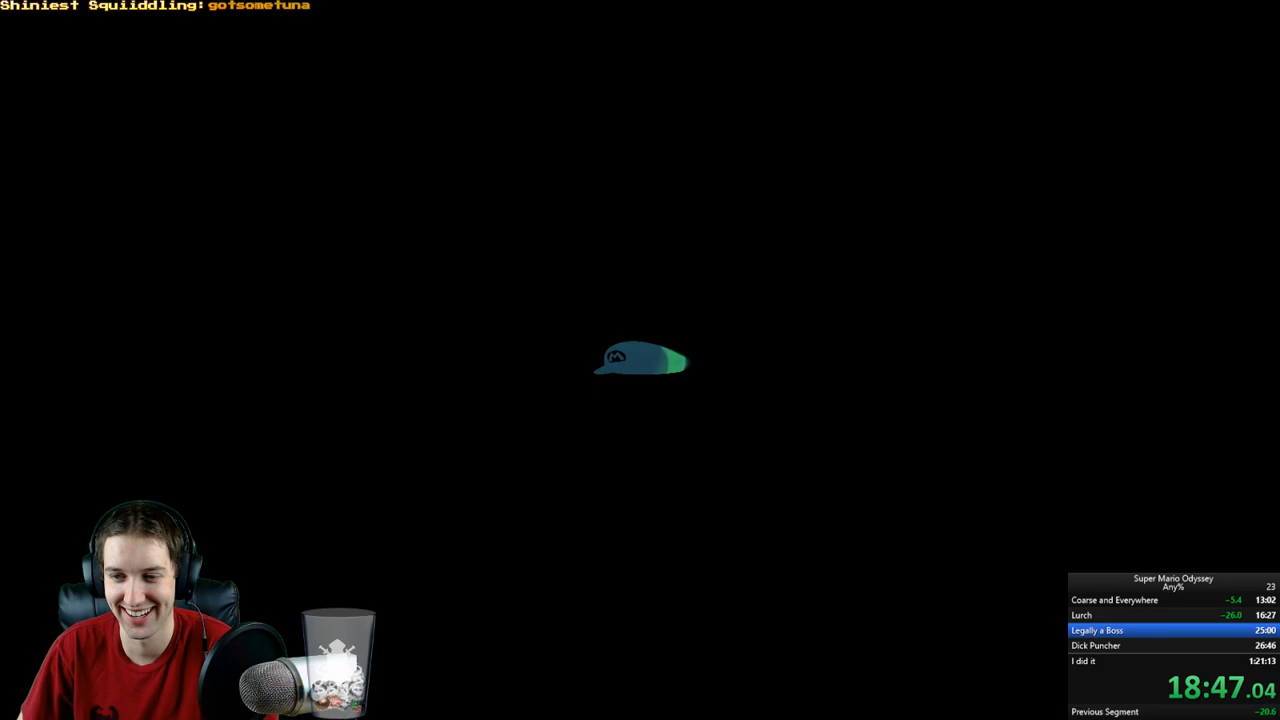 Shiniest Squiiddling: gotsometuna
M
Super Mario Odyssey
Any% 23
Coarse and Everywhere -5.4 13:02
Lurch -26.0 16:27
Legally a Boss 25:00
Dick Puncher 26:46
I did it 1:21:13
18:47.04
Previous Segment -20.6